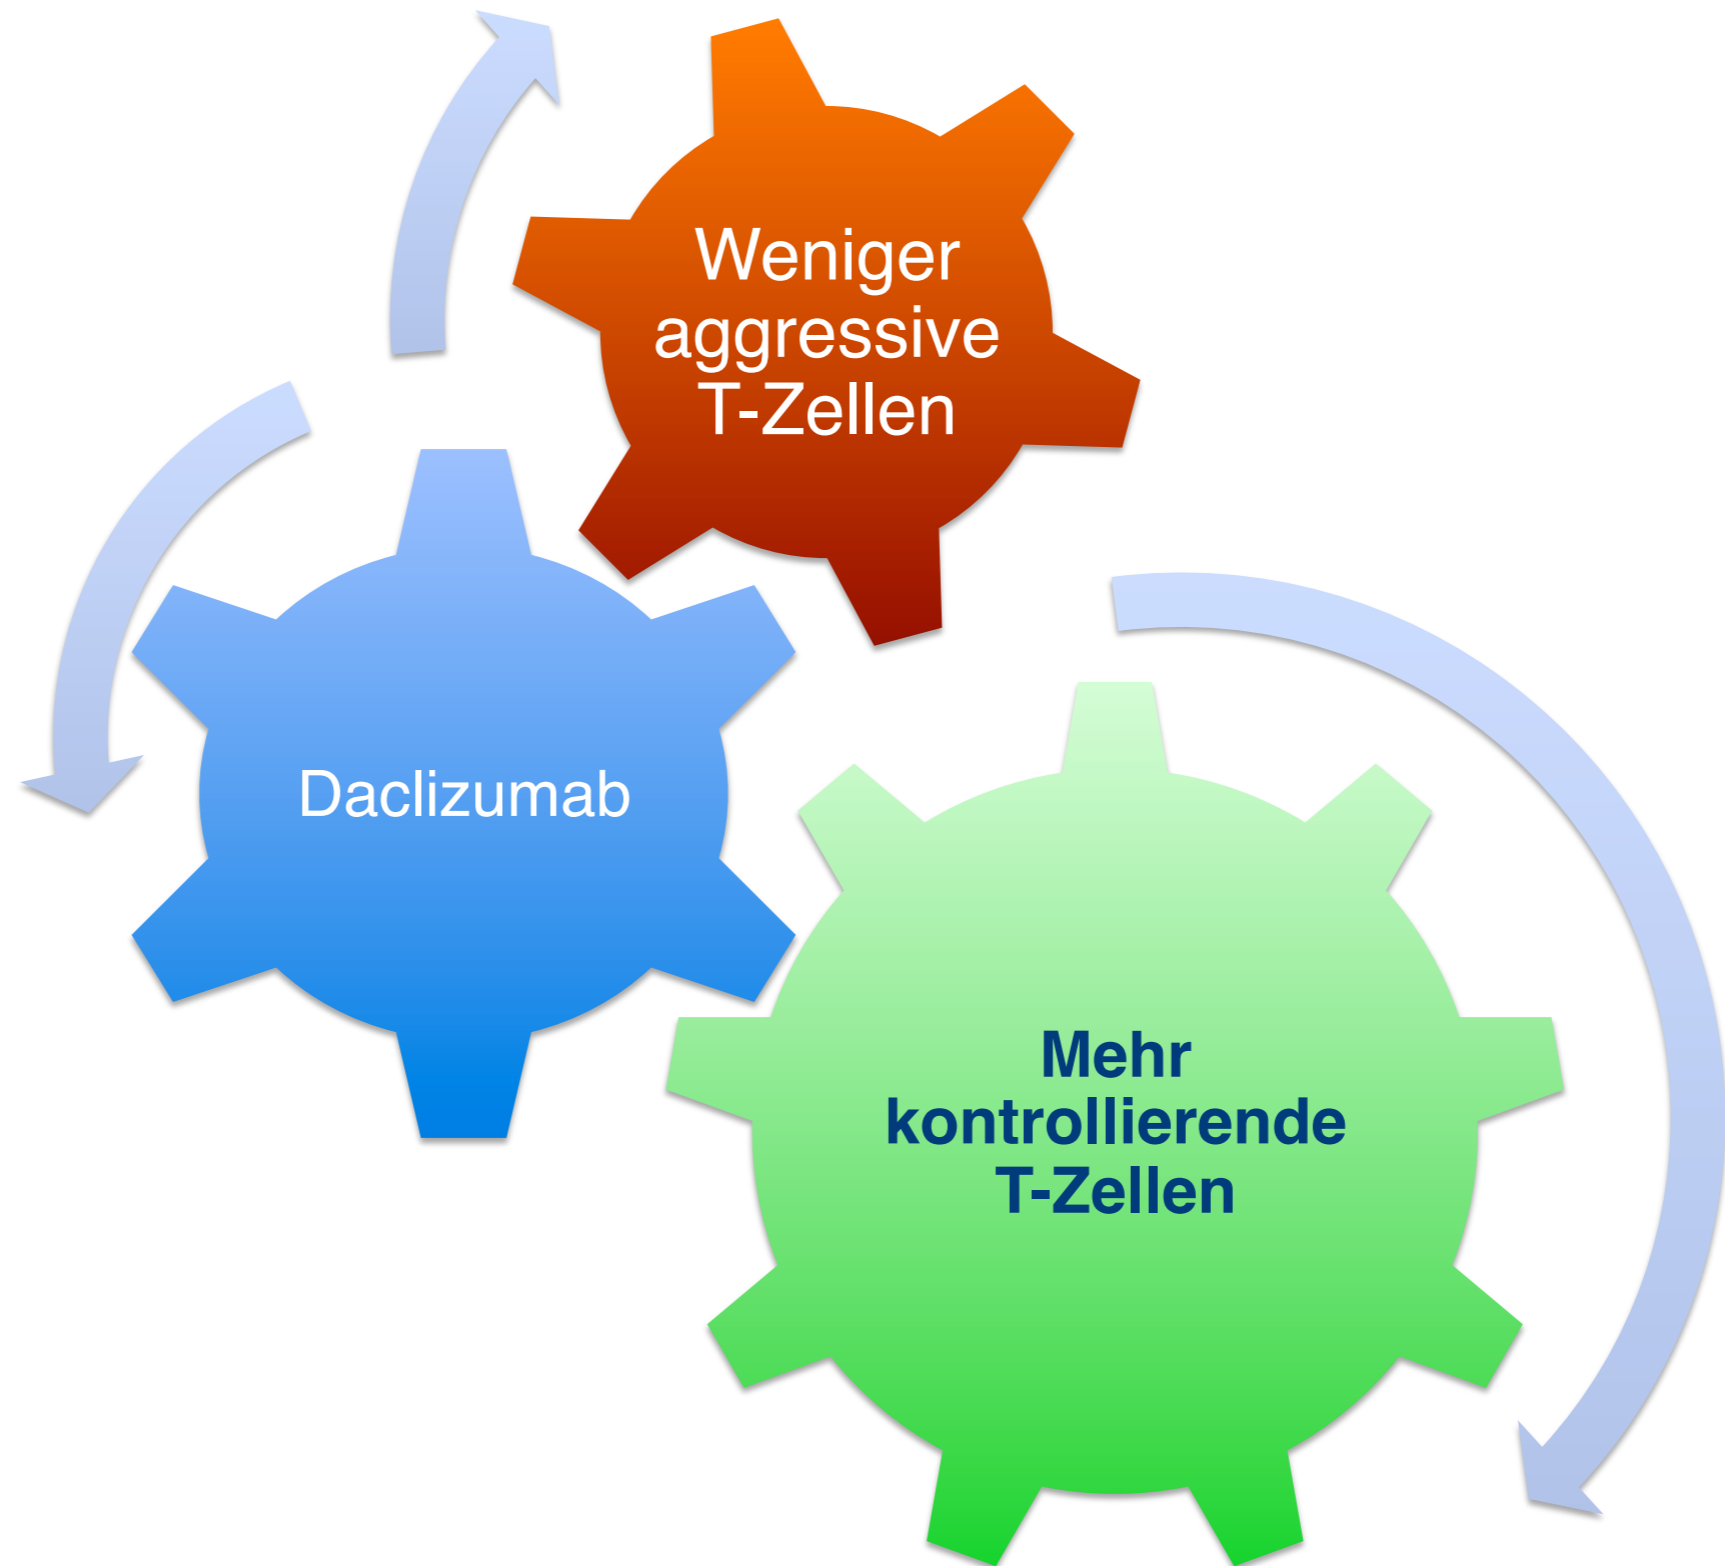 Weniger
aggressive
T-Zellen
Daclizumab
Mehr
kontrollierende
T-Zellen